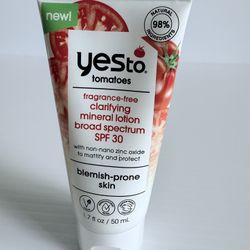 new!
NATURAL
98%
INGREDIENTS
yes to
tomatoes
fragrance-free
clarifying
mineral lotion
broad spectrum
SPF 30
with non-nano zinc oxide
to mattify and protect
blemish-prone
skin
1.7 fl oz / 50 mL